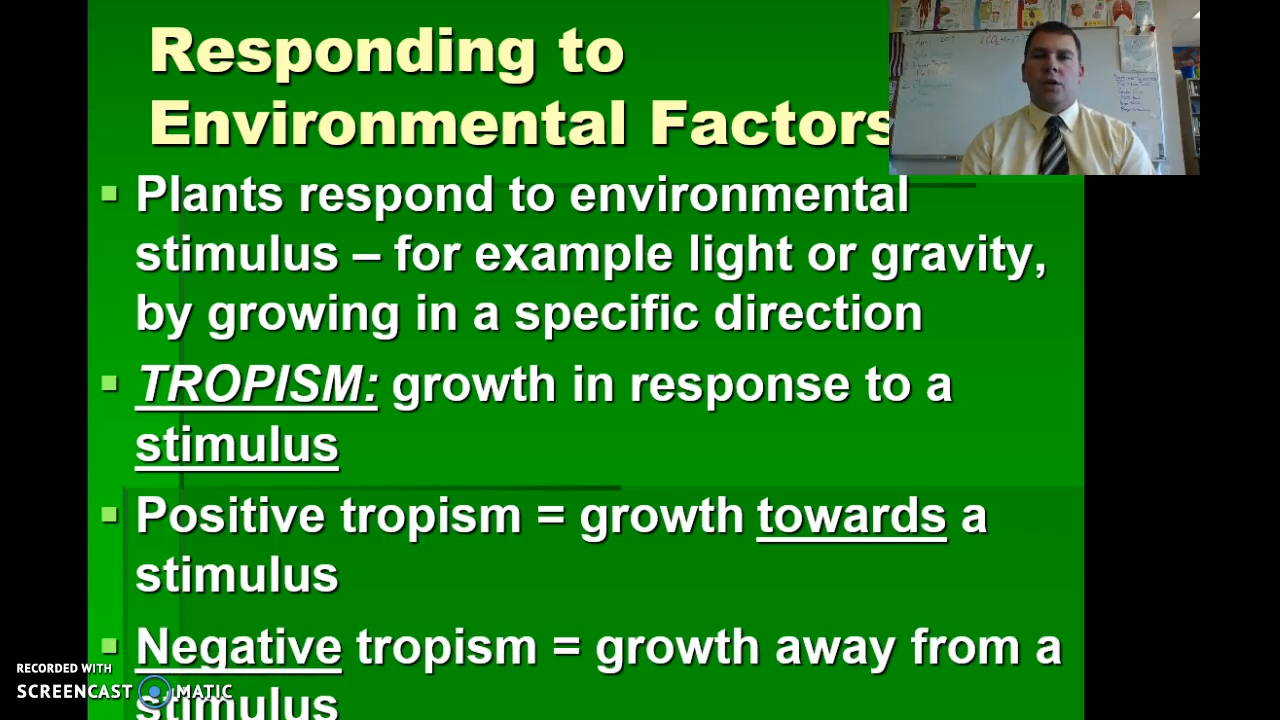 Responding to
Environmental Factors
Plants respond to environmental
stimulus – for example light or gravity,
by growing in a specific direction
TROPISM: growth in response to a
stimulus
Positive tropism = growth towards a
stimulus
Negative tropism = growth away from a
stimulus
RECORDED WITH
SCREENCAST MATIC